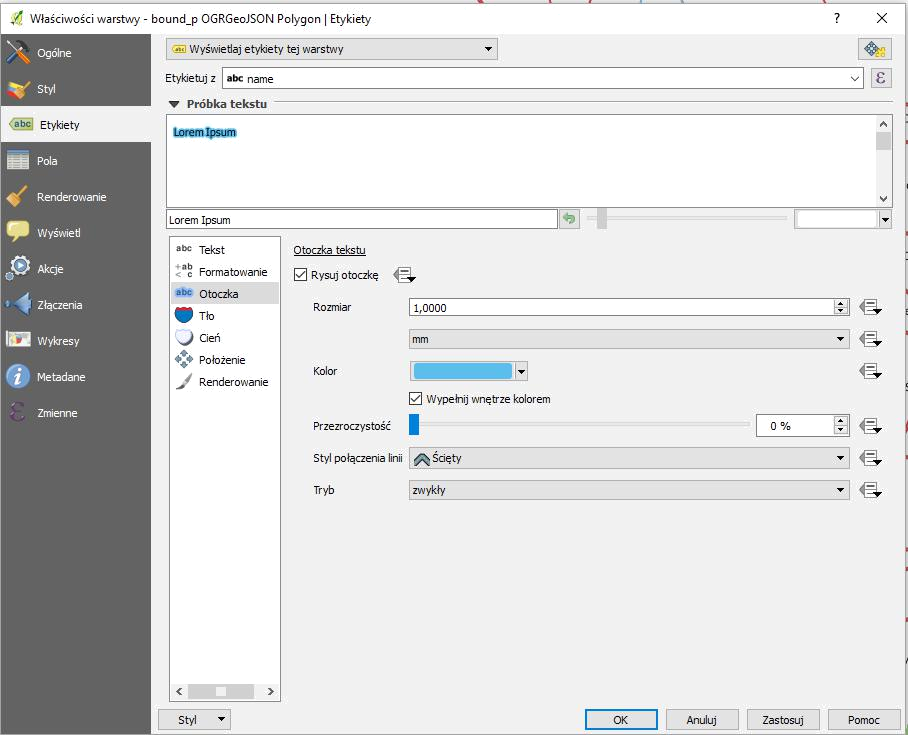 Właściwości warstwy - bound_p OGRGeoJSON Polygon | Etykiety
?
Ogólne
Styl
abc Etykiety
Pola
Renderowanie
Wyświetl
Akcje
Złączenia
Wykresy
Metadane
Zmienne
abc Wyświetlaj etykiety tej warstwy
Etykietuj z abc name ε
Próbka tekstu
Lorem Ipsum
Lorem Ipsum
abc Tekst
+ab < c Formatowanie
abc Otoczka
Tło
Cień
Położenie
Renderowanie
Otoczka tekstu
Rysuj otoczkę
Rozmiar 1,0000
mm
Kolor
Wypełnij wnętrze kolorem
Przezroczystość 0 %
Styl połączenia linii Ścięty
Tryb zwykły
Styl OK Anuluj Zastosuj Pomoc